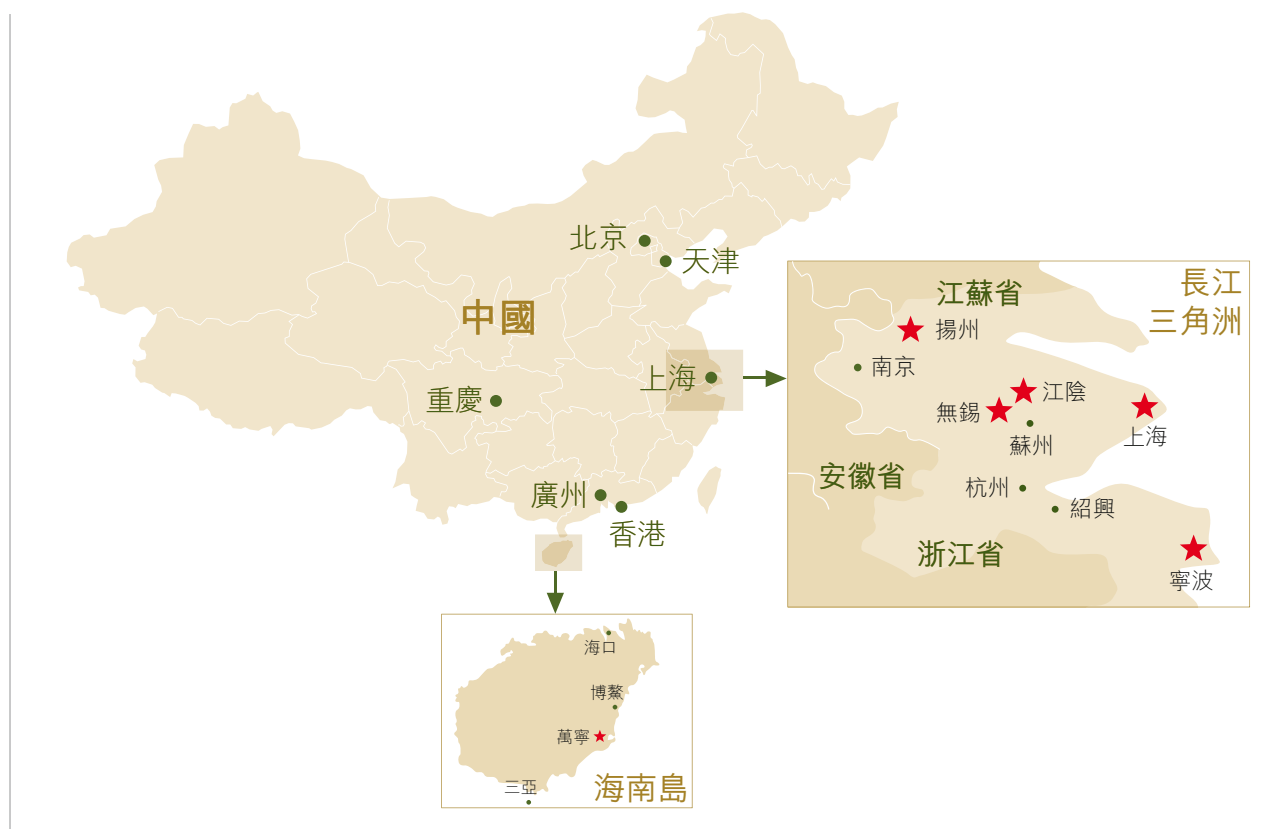 北京
天津
中國
上海
重慶
廣州
香港
長江
三角洲
江蘇省
揚州
南京
江陰
無錫
上海
蘇州
安徽省
杭州
紹興
浙江省
寧波
海口
博鰲
萬寧
三亞
海南島